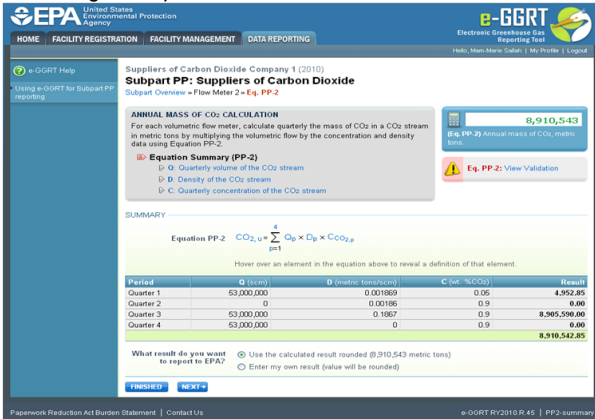 EPA United States
Environmental Protection
Agency
e-GGRT
Electronic Greenhouse Gas
Reporting Tool
HOME FACILITY REGISTRATION FACILITY MANAGEMENT DATA REPORTING
Hello, Mam-Marie Sallah | My Profile | Logout
e-GGRT Help
Using e-GGRT for Subpart PP
reporting
Suppliers of Carbon Dioxide Company 1 (2010)
Subpart PP: Suppliers of Carbon Dioxide
Subpart Overview » Flow Meter 2 » Eq. PP-2
ANNUAL MASS OF CO2 CALCULATION
For each volumetric flow meter, calculate quarterly the mass of CO2 in a CO2 stream
in metric tons by multiplying the volumetric flow by the concentration and density
data using Equation PP-2.
Equation Summary (PP-2)
Q: Quarterly volume of the CO2 stream
D: Density of the CO2 stream
C: Quarterly concentration of the CO2 stream
8,910,543
(Eq. PP-2) Annual mass of CO2, metric
tons.
Eq. PP-2: View Validation
SUMMARY
4
Equation PP-2 CO2, u = ∑ Qp × Dp × CCO2,p
p=1
Hover over an element in the equation above to reveal a definition of that element.
Period Q (scm) D (metric tons/scm) C (wt. %CO2) Result
Quarter 1 53,000,000 0.001869 0.05 4,952.85
Quarter 2 0 0.00186 0.9 0.00
Quarter 3 53,000,000 0.1867 0.9 8,905,590.00
Quarter 4 53,000,000 0 0.9 0.00
8,910,542.85
What result do you want
to report to EPA?
Use the calculated result rounded (8,910,543 metric tons)
Enter my own result (value will be rounded)
FINISHED NEXT+
Paperwork Reduction Act Burden Statement | Contact Us
e-GGRT RY2010.R.45 | PP2-summary